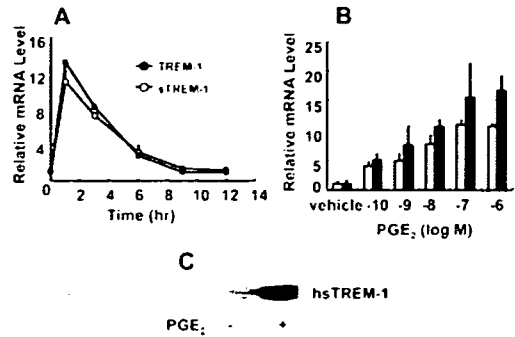 A
Relative mRNA Level
16
12
8
4
0
0 2 4 6 8 10 12 14
Time (hr)
TREM-1
sTREM-1
B
Relative mRNA Level
25
20
15
10
5
0
vehicle -10 -9 -8 -7 -6
PGE2 (log M)
C
hsTREM-1
PGE2 - +